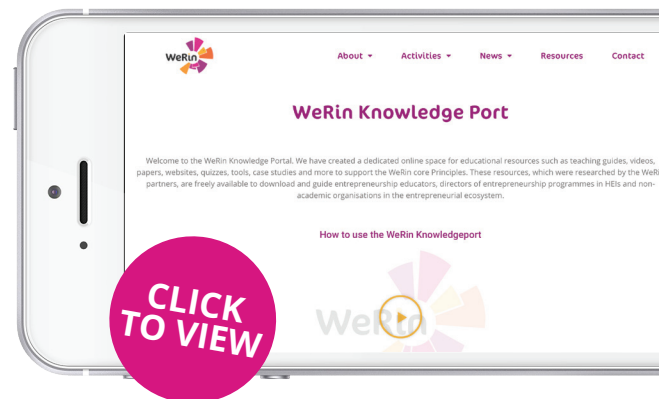 WeRin
About
Activities
News
Resources
Contact
WeRin Knowledge Port
Welcome to the WeRin Knowledge Portal. We have created a dedicated online space for educational resources such as teaching guides, videos,
papers, websites, quizzes, tools, case studies and more to support the WeRin core Principles. These resources, which were researched by the WeRi
partners, are freely available to download and guide entrepreneurship educators, directors of entrepreneurship programmes in HEIs and non-
academic organisations in the entrepreneurial ecosystem.
How to use the WeRin Knowledgeport
WeRin
CLICK
TO VIEW